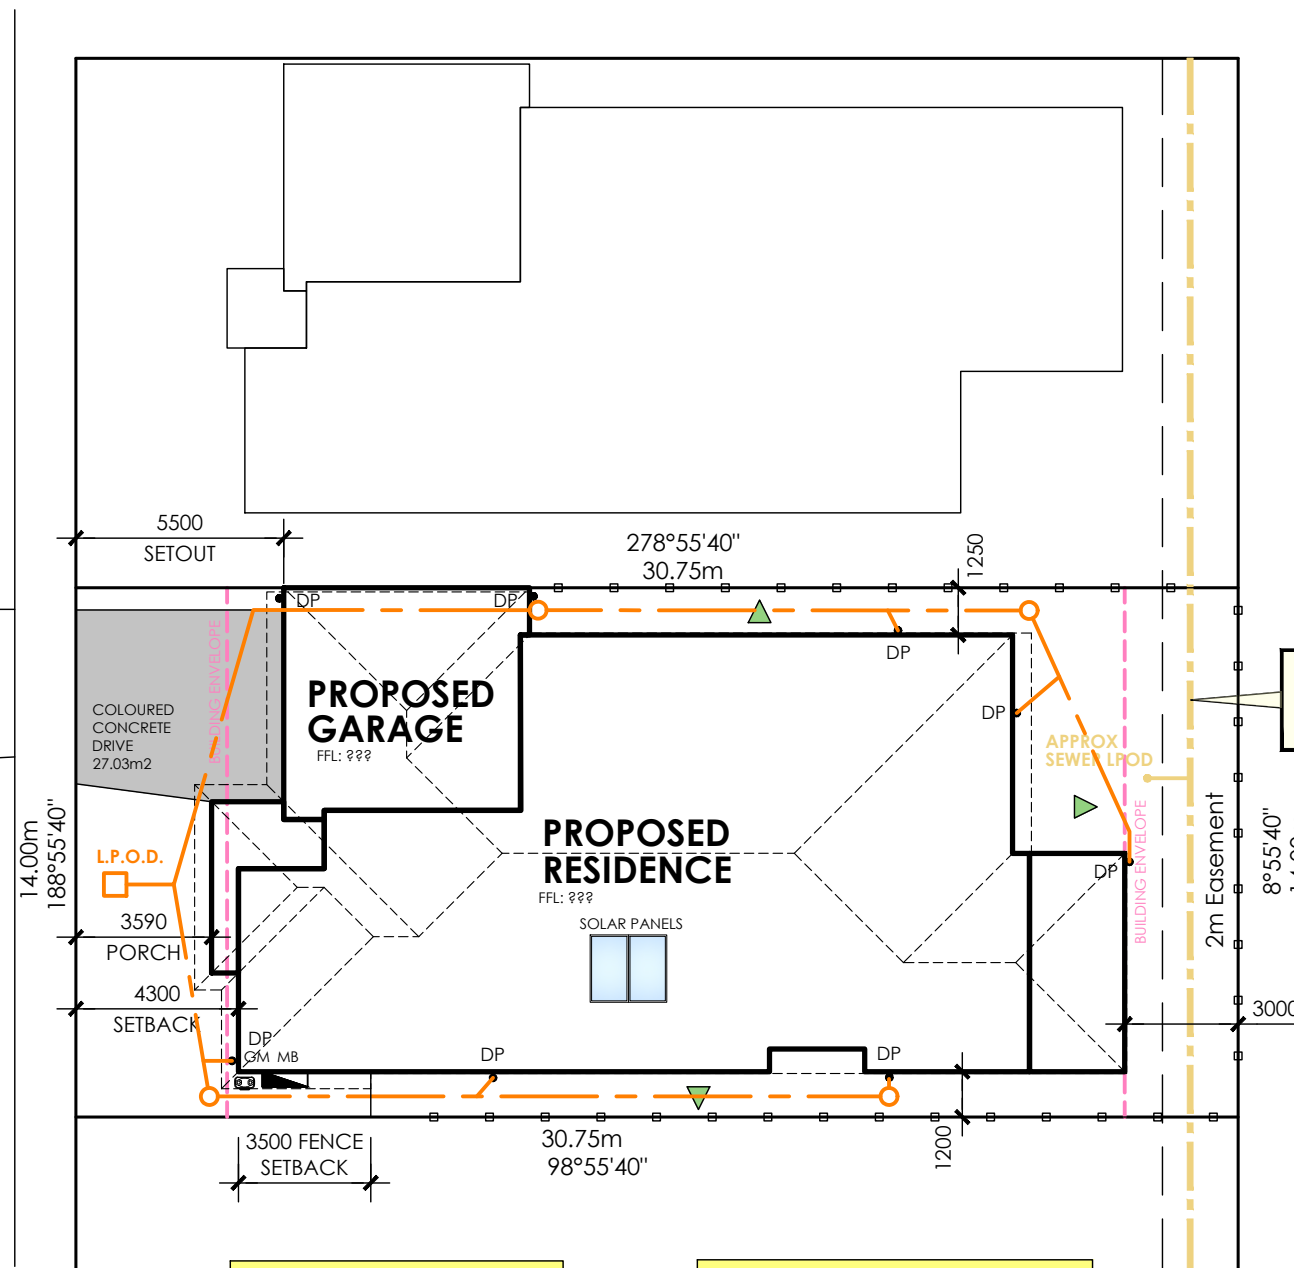 5500
SETOUT
278°55'40"
30.75m
1250
DP
DP
DP
BUILDING ENVELOPE
PROPOSED
GARAGE
FFL: ???
COLOURED
CONCRETE
DRIVE
27.03m2
DP
APPROX
SEWER LPOD
14.00m
188°55'40"
L.P.O.D.
PROPOSED
RESIDENCE
FFL: ???
SOLAR PANELS
DP
BUILDING ENVELOPE
2m Easement
8°55'40"
3590
PORCH
4300
SETBACK
3000
DP
GM MB
DP
DP
3500 FENCE
SETBACK
30.75m
98°55'40"
1200